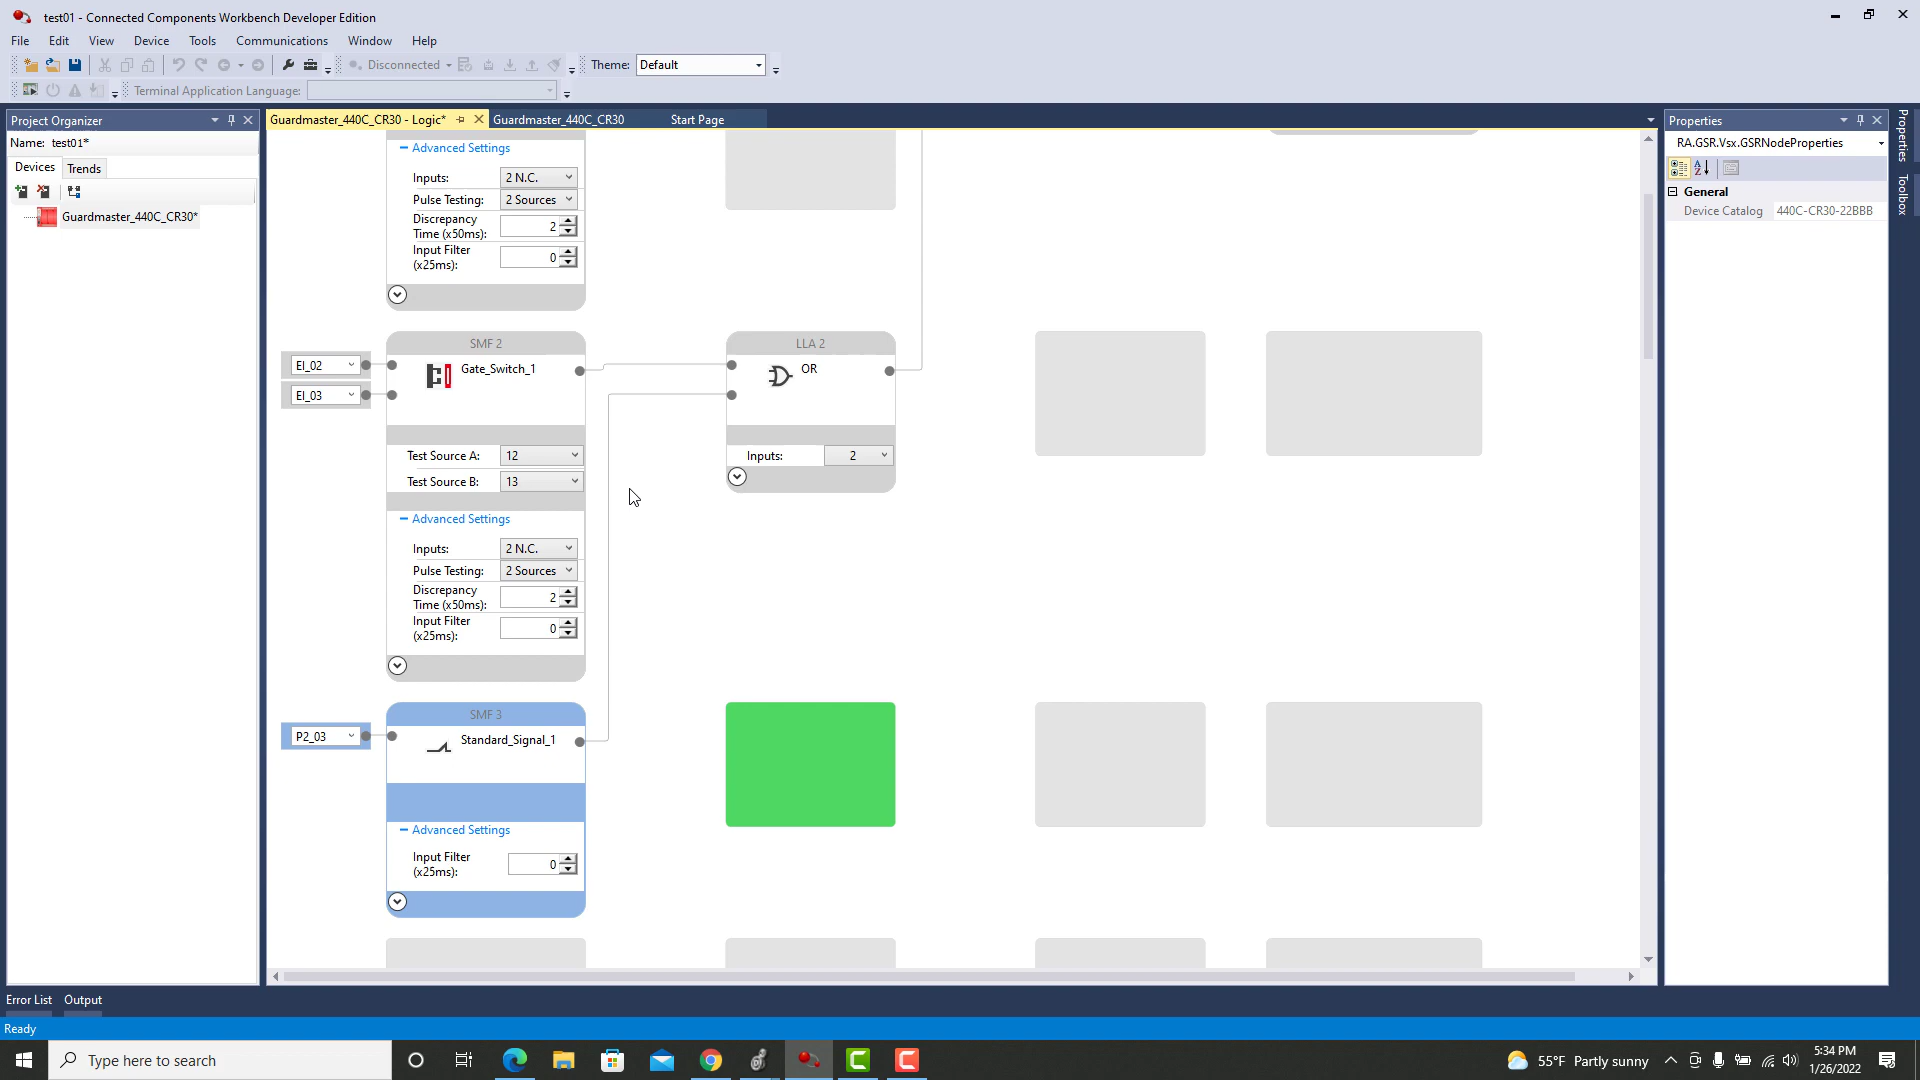 test01 - Connected Components Workbench Developer Edition
File Edit View Device Tools Communications Window Help
Disconnected Theme: Default
Terminal Application Language:
Project Organizer
Name: test01*
Devices Trends
Guardmaster_440C_CR30*
Guardmaster_440C_CR30 - Logic* Guardmaster_440C_CR30 Start Page
Advanced Settings
Inputs: 2 N.C.
Pulse Testing: 2 Sources
Discrepancy
Time (x50ms): 2
Input Filter
(x25ms): 0
SMF 2
EI_02
EI_03
Gate_Switch_1
Test Source A: 12
Test Source B: 13
Advanced Settings
Inputs: 2 N.C.
Pulse Testing: 2 Sources
Discrepancy
Time (x50ms): 2
Input Filter
(x25ms): 0
LLA 2
OR
Inputs: 2
SMF 3
P2_03
Standard_Signal_1
Advanced Settings
Input Filter
(x25ms): 0
Properties
RA.GSR.Vsx.GSRNodeProperties
General
Device Catalog 440C-CR30-22BBB
Properties
Toolbox
Error List Output
Ready
Type here to search
55°F Partly sunny
5:34 PM
1/26/2022